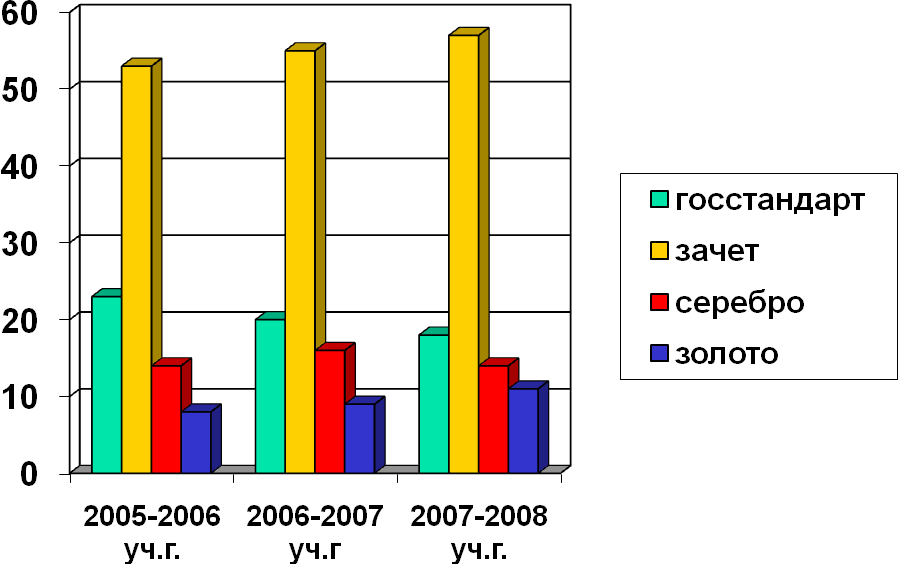 60
50
40
30
20
10
0
2005-2006
уч.г.
2006-2007
уч.г
2007-2008
уч.г.
госстандарт
зачет
серебро
золото